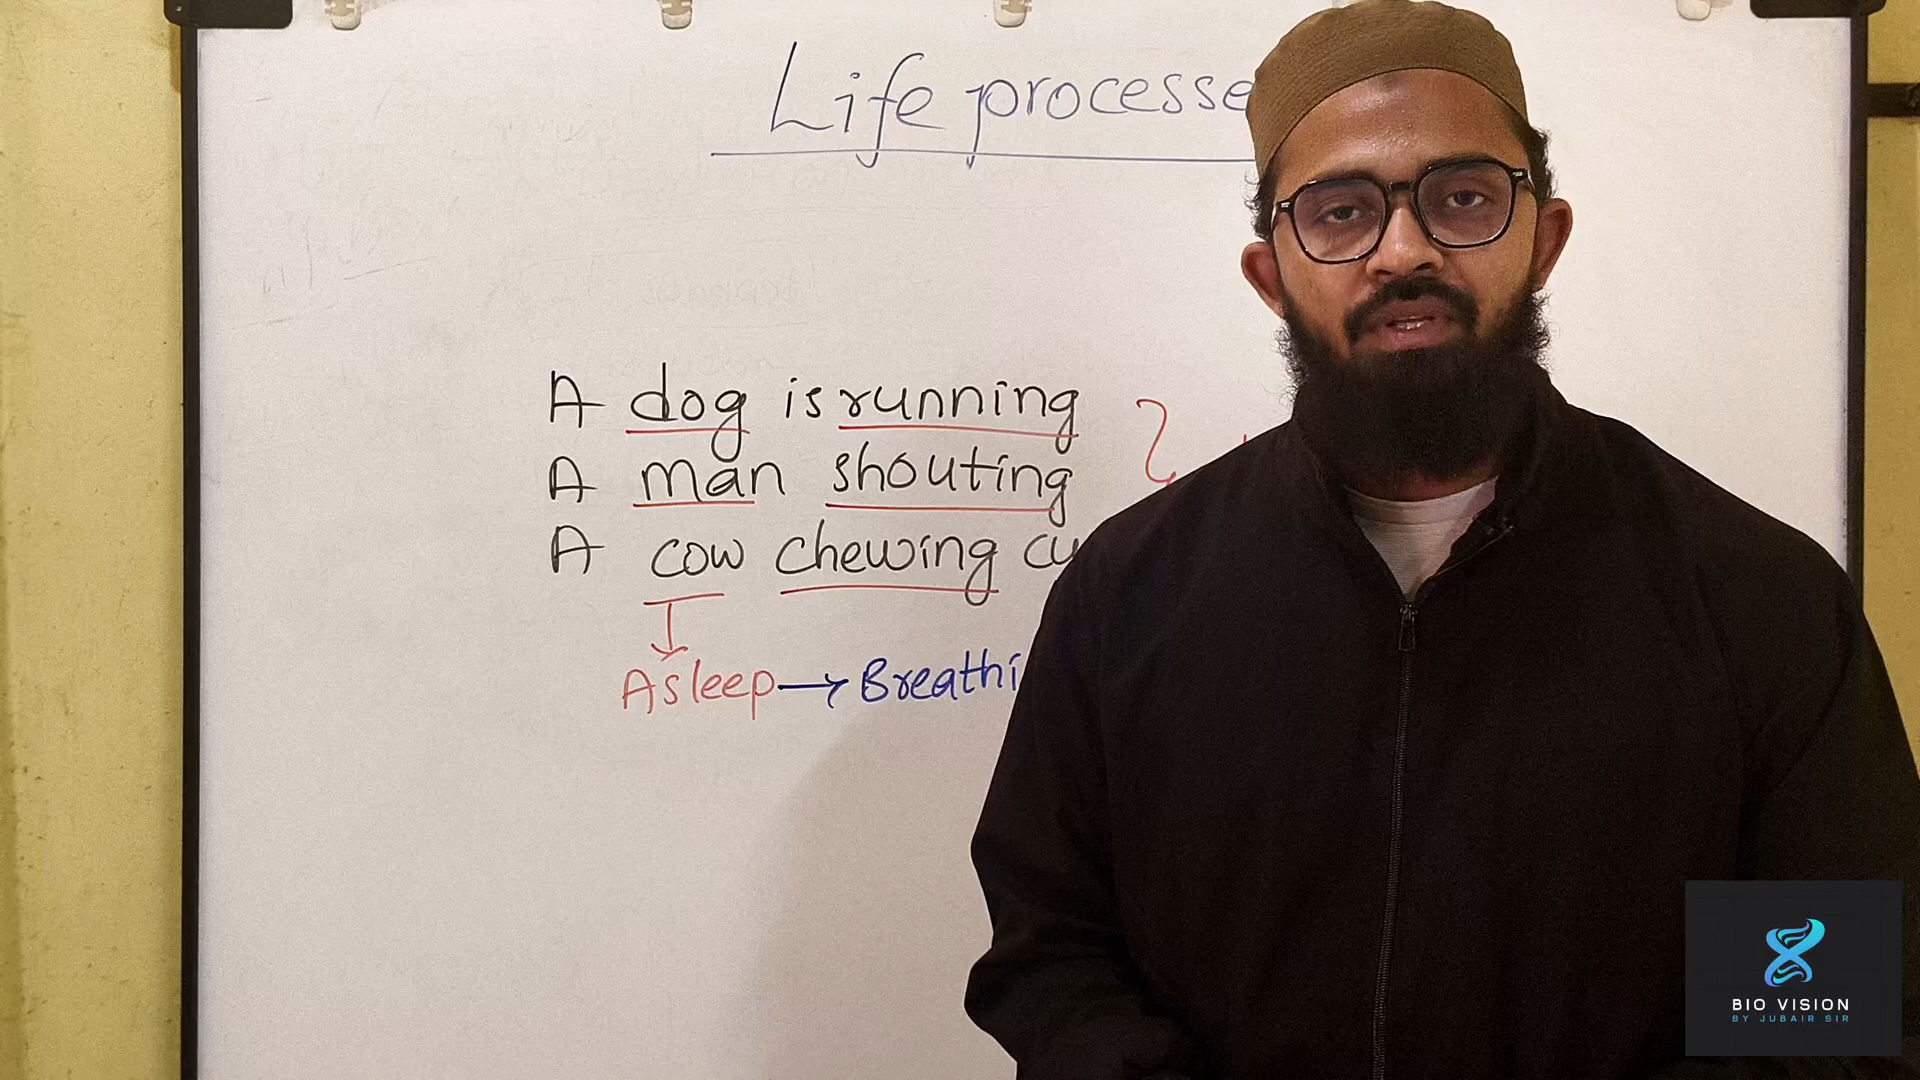 Life processe
A dog is running
A man shouting
A cow chewing cu
Asleep → Breathi
BIO VISION
BY JUBAIR SIR